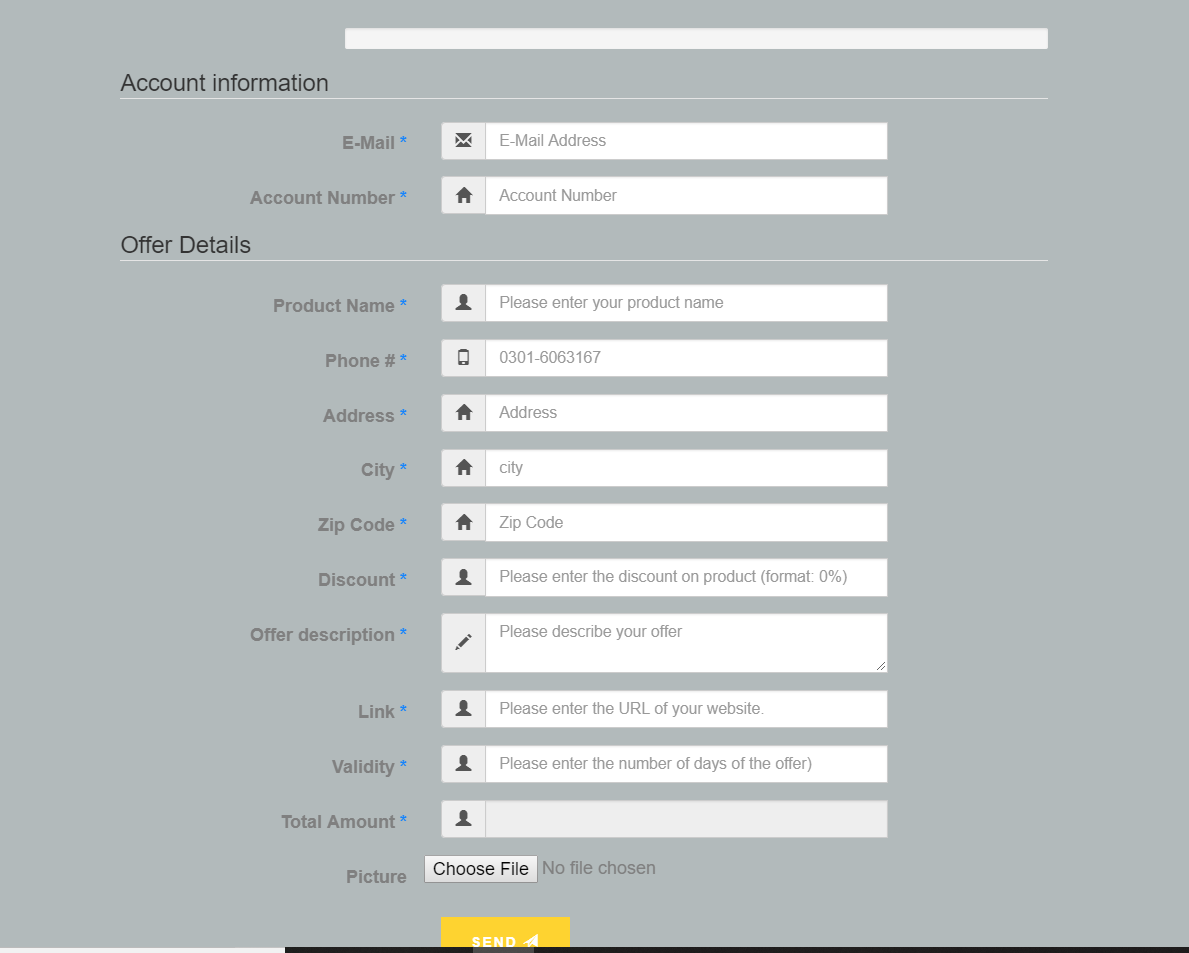 Account information
E-Mail * E-Mail Address
Account Number * Account Number
Offer Details
Product Name * Please enter your product name
Phone # * 0301-6063167
Address * Address
City * city
Zip Code * Zip Code
Discount * Please enter the discount on product (format: 0%)
Offer description * Please describe your offer
Link * Please enter the URL of your website.
Validity * Please enter the number of days of the offer)
Total Amount *
Picture Choose File No file chosen
SEND